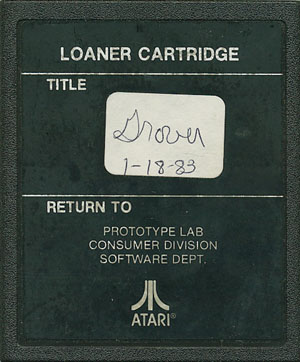 LOANER CARTRIDGE
TITLE
Grover
1-18-83
RETURN TO
PROTOTYPE LAB
CONSUMER DIVISION
SOFTWARE DEPT.
ATARI®